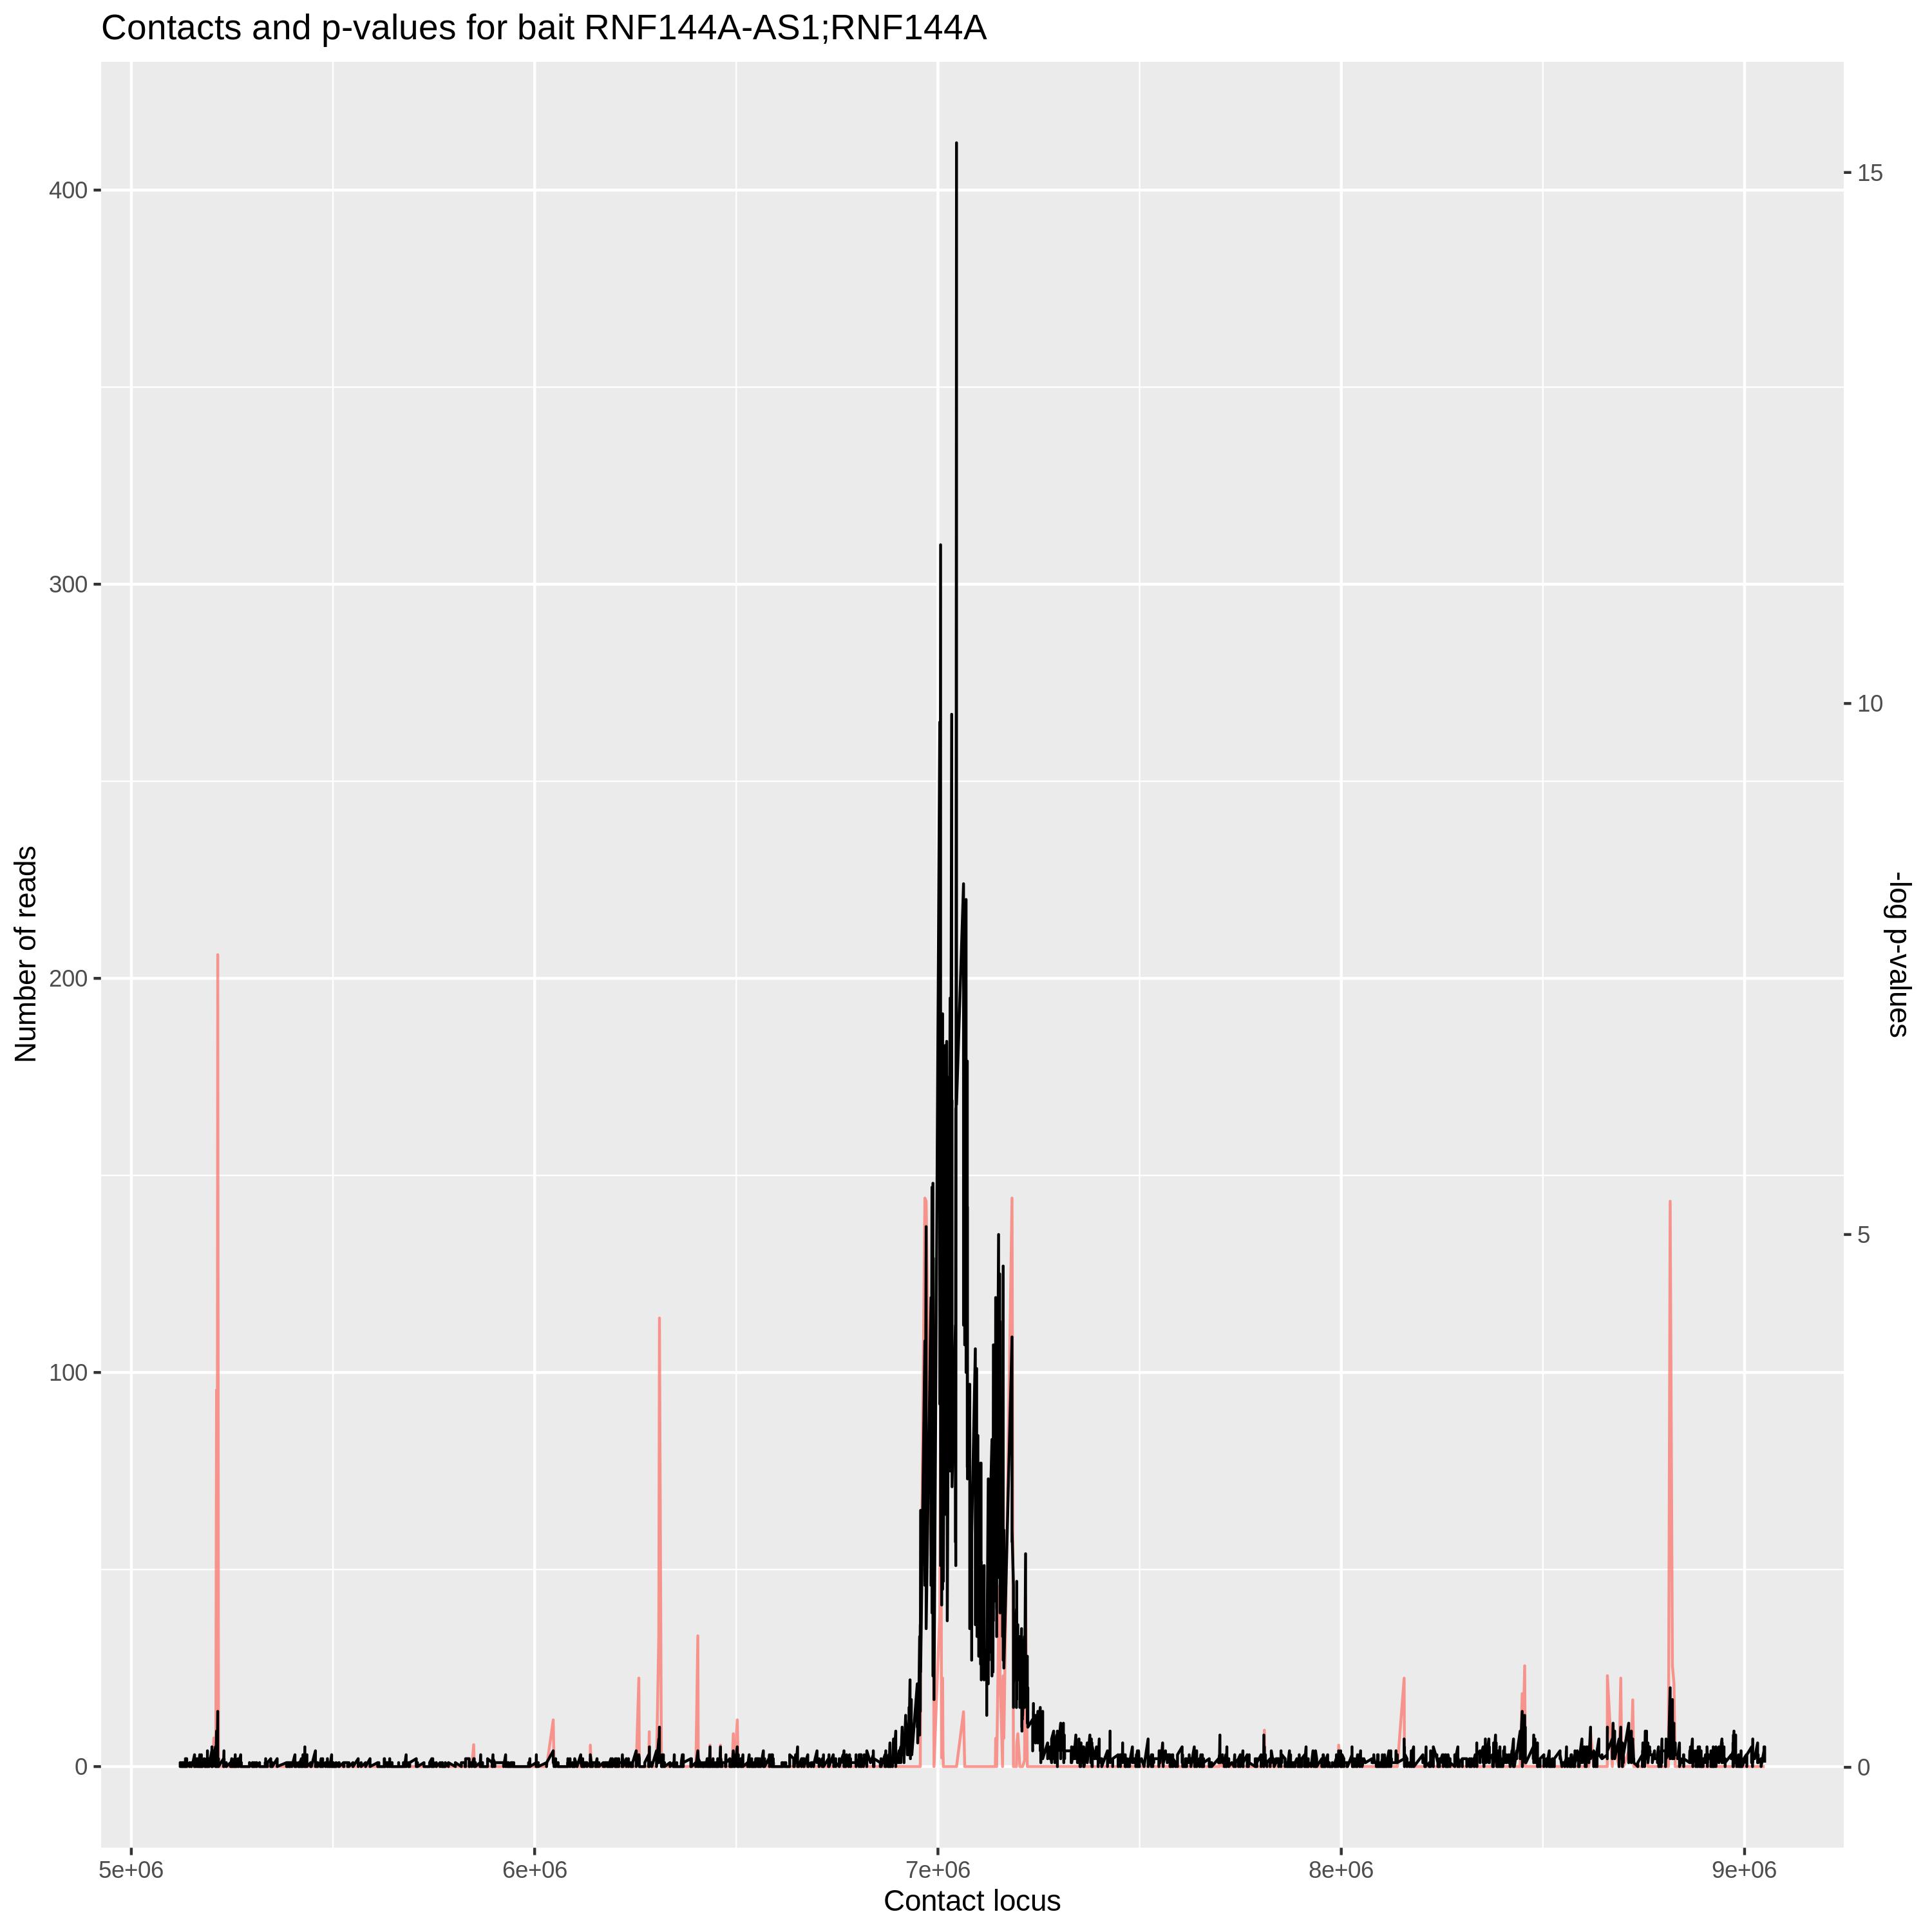 Contacts and p-values for bait RNF144A-AS1;RNF144A
400
300
200
100
0
Number of reads
15
10
5
0
-log p-values
5e+06
6e+06
7e+06
8e+06
9e+06
Contact locus